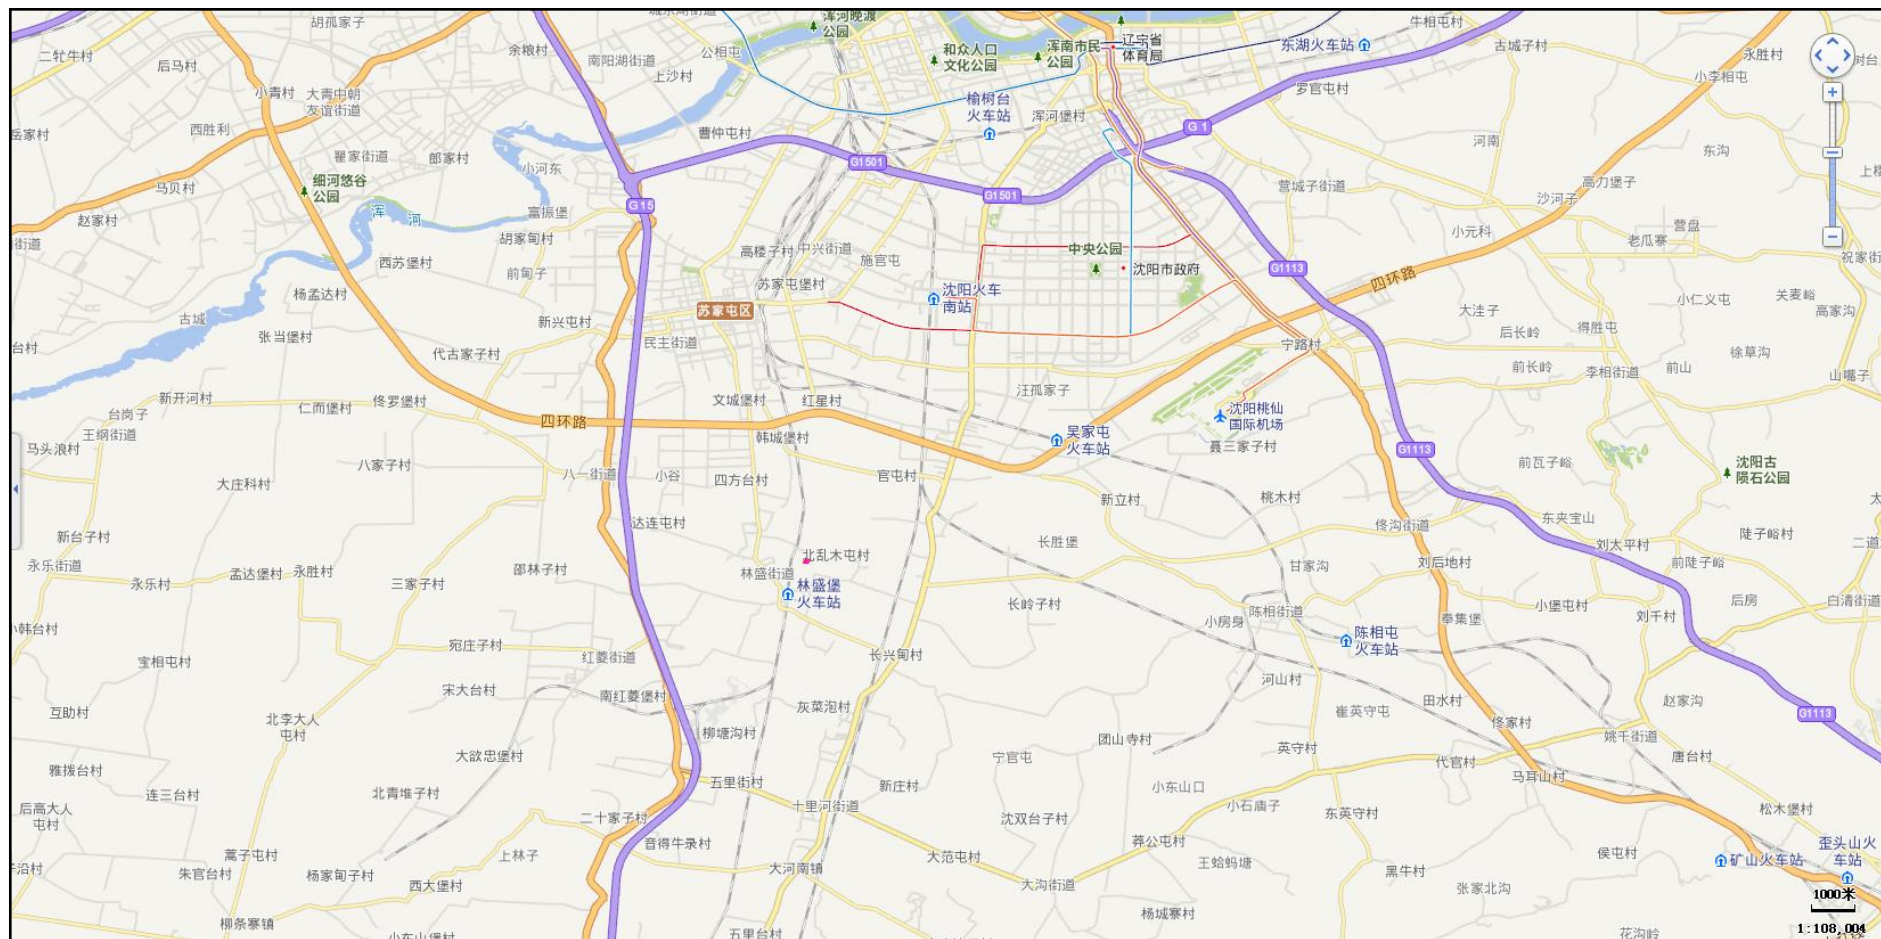 胡孤家子
浑河晚渡
公园
牛相屯村
二牤牛村
后马村
余粮村
南阳湖街道
公相屯
和众人口
文化公园
浑南市民
公园
辽宁省
体育局
东湖火车站
古城子村
永胜村
小青村
大青中朝
友谊街道
上沙村
小李相屯
榆树台
火车站
罗官屯村
岳家村
西胜利
曹仲屯村
浑河堡村
G 1
河南
东沟
翟家街道
郎家村
小河东
G1501
马贝村
细河悠谷
公园
G1501
营城子街道
高力堡子
沙河子
赵家村
浑
河
富振堡
G15
胡家甸村
高楼子村
中兴街道
中央公园
小元科
营盘
老瓜寨
祝家街
街道
西苏堡村
前甸子
施官屯
沈阳市政府
G1113
四环路
苏家屯堡村
沈阳火车
南站
杨孟达村
小仁义屯
关麦峪
古城
苏家屯区
大洼子
高家沟
张当堡村
新兴屯村
后长岭
得胜屯
台村
代古家子村
民主街道
宁路村
徐草沟
前长岭
李相街道
前山
山嘴子
汪孤家子
新开河村
仁而堡村
佟罗堡村
文城堡村
红星村
沈阳桃仙
国际机场
台岗子
王纲街道
四环路
韩城堡村
吴家屯
火车站
聂三家子村
G1113
马头浪村
八家子村
八一街道
小谷
四方台村
官屯村
前瓦子峪
沈阳古
陨石公园
大庄科村
新立村
桃木村
佟沟街道
东夹宝山
新台子村
达连屯村
长胜堡
刘太平村
陡子峪村
永乐街道
永乐村
孟达堡村
永胜村
三家子村
邵林子村
林盛街道
北乱木屯村
甘家沟
刘后地村
前陡子峪
林盛堡
火车站
长岭子村
陈相街道
小房身
小堡屯村
后房
白清街道
小韩台村
奉集堡
刘千村
陈相屯
火车站
宝相屯村
宛庄子村
红菱街道
长兴甸村
宋大台村
南红菱堡村
灰菜泡村
河山村
田水村
赵家沟
互助村
北李大人
屯村
崔英守屯
佟家村
G1113
大欲忠堡村
柳塘沟村
团山寺村
英守村
姚千街道
宁官屯
代官村
唐台村
雅拨台村
连三台村
北青堆子村
五里街村
新庄村
小东山口
马耳山村
后高大人
屯村
二十家子村
十里河街道
沈双台子村
小石庙子
东英守村
松木堡村
蒿子屯村
上林子
音得牛录村
大范屯村
莽公屯村
王蛤蚂塘
侯屯村
歪头山火
车站
矿山火车站
朱官台村
杨家甸子村
西大堡村
大河南镇
大沟街道
黑牛村
张家北沟
1000米
柳条寨镇
小东山堡村
五里台村
杨城寨村
花沟岭
1:108,004